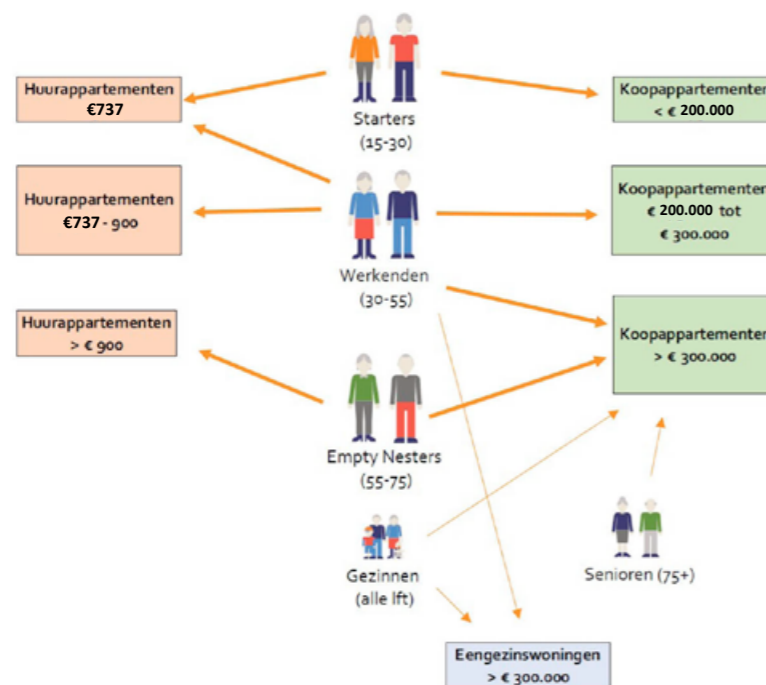 Starters
(15-30)
Huurappartementen
€737
Koopappartementen
< € 200.000
Huurappartementen
€737 - 900
Koopappartementen
€ 200.000 tot
€ 300.000
Werkenden
(30-55)
Huurappartementen
> € 900
Koopappartementen
> € 300.000
Empty Nesters
(55-75)
Gezinnen
(alle lft)
Senioren (75+)
Eengezinswoningen
> € 300.000